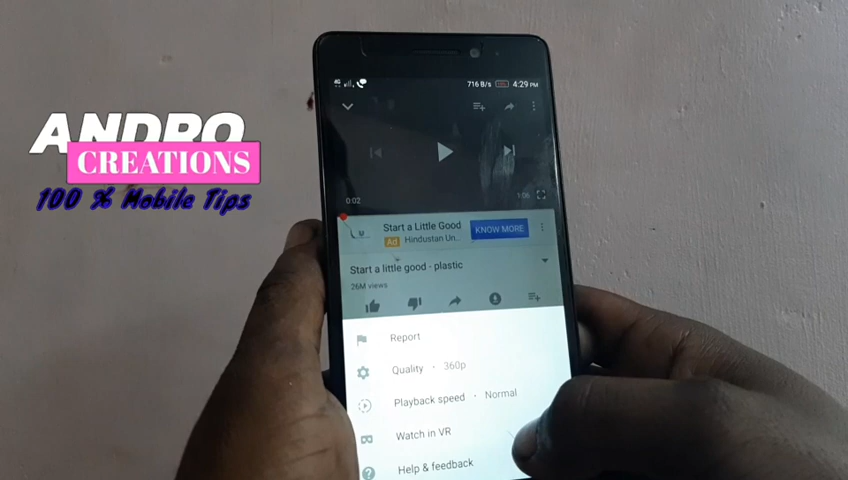 ANDRO
CREATIONS
100 % Mobile Tips
716 B/s
4:29 PM
0:02
1:06
Start a Little Good
Ad Hindustan Un...
KNOW MORE
Start a little good - plastic
26M views
Report
Quality · 360p
Playback speed · Normal
Watch in VR
Help & feedback